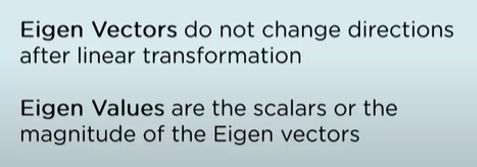 Eigen Vectors do not change directions
after linear transformation
Eigen Values are the scalars or the
magnitude of the Eigen vectors